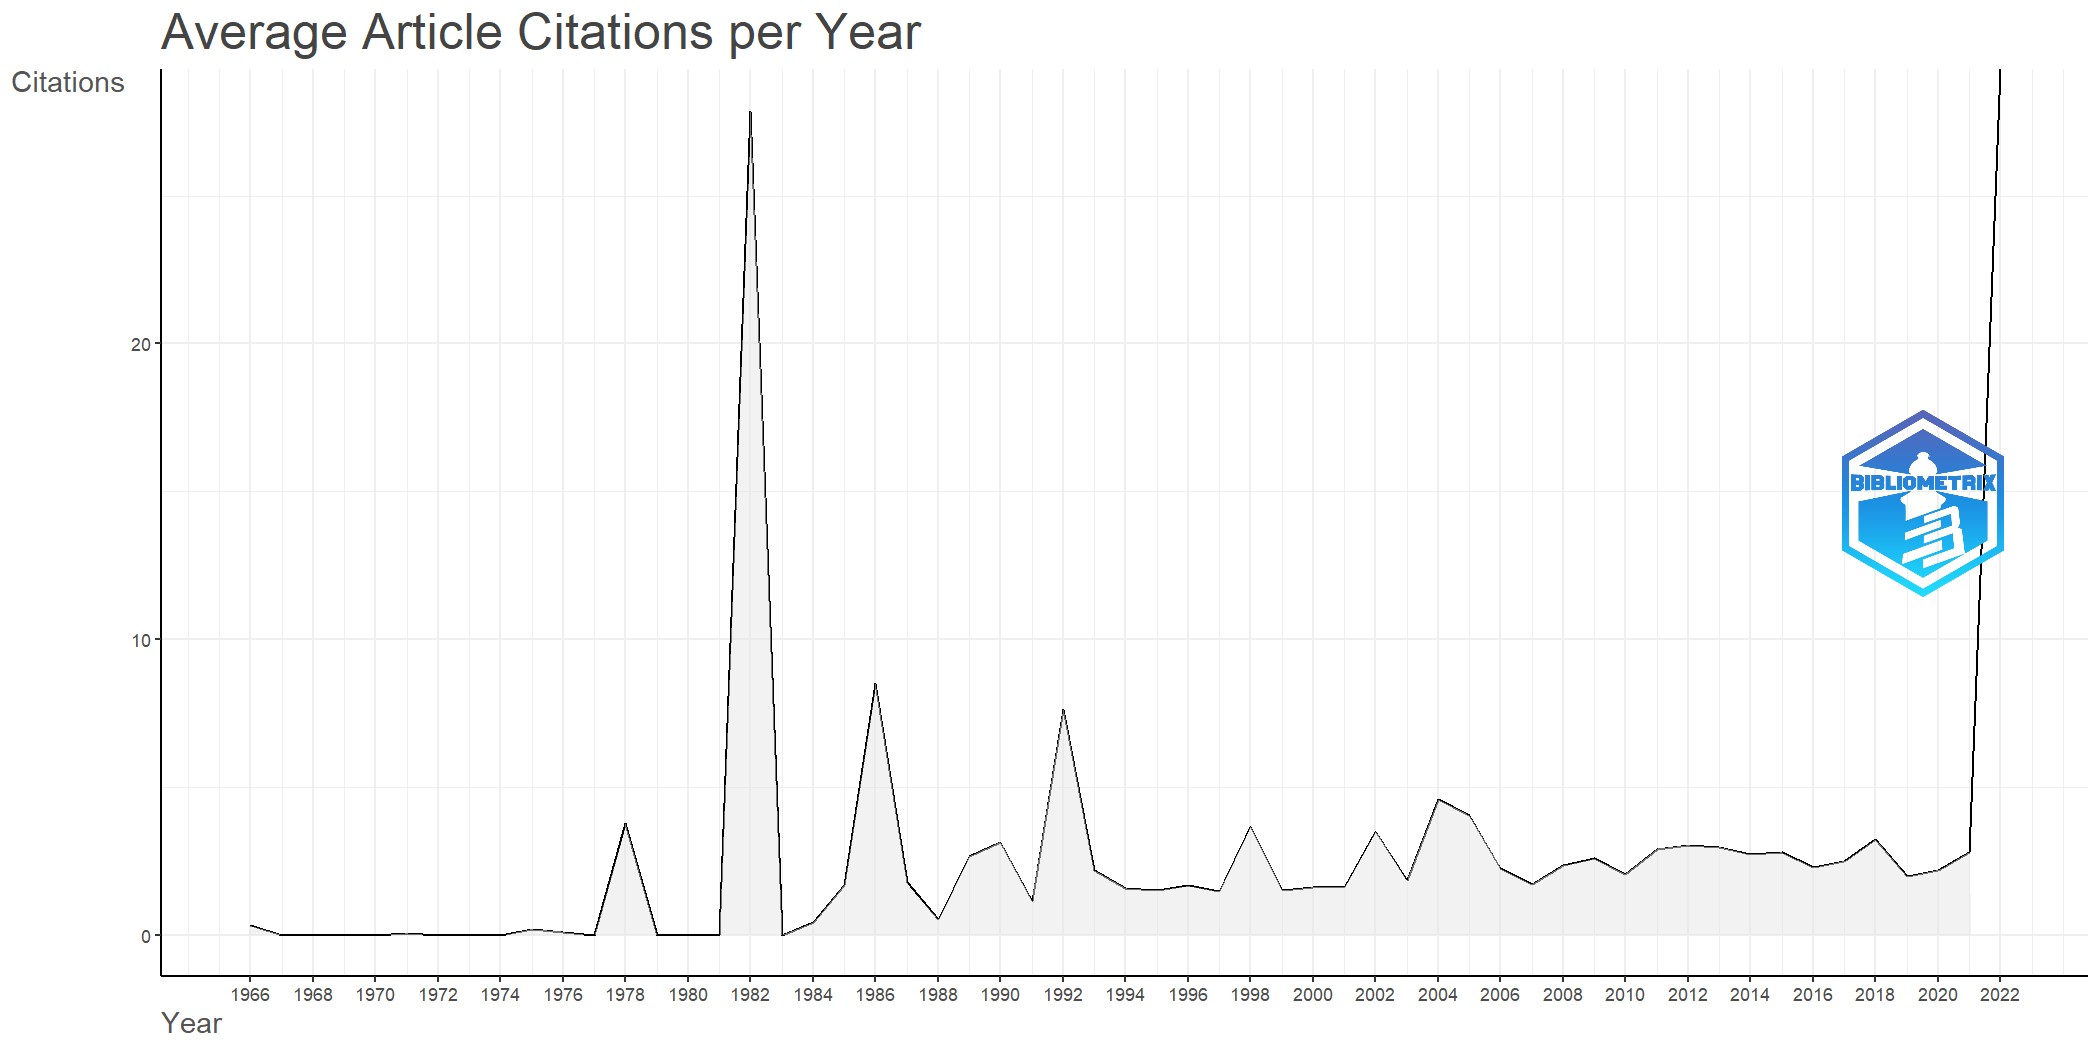 Average Article Citations per Year
Citations
20
10
0
BIBLIOMETRIX
1966 1968 1970 1972 1974 1976 1978 1980 1982 1984 1986 1988 1990 1992 1994 1996 1998 2000 2002 2004 2006 2008 2010 2012 2014 2016 2018 2020 2022
Year